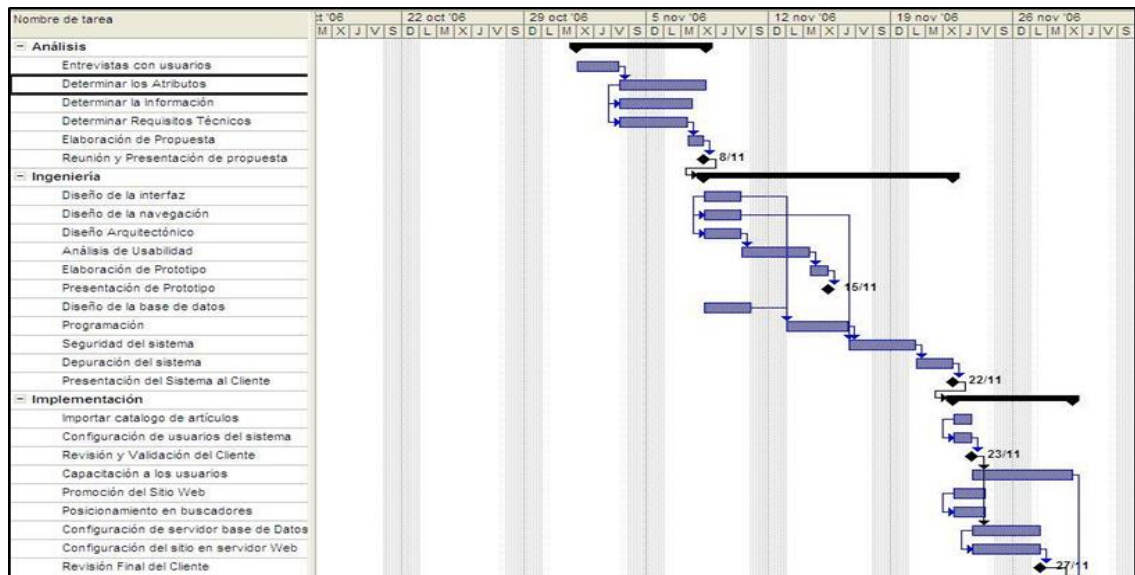 Nombre de tarea
:t '06 22 oct '06 29 oct '06 5 nov '06 12 nov '06 19 nov '06 26 nov '06
M X J V S D L M X J V S D L M X J V S D L M X J V S D L M X J V S D L M X J V S D L M X J V S
Análisis
Entrevistas con usuarios
Determinar los Atributos
Determinar la Información
Determinar Requisitos Técnicos
Elaboración de Propuesta
Reunión y Presentación de propuesta 8/11
Ingeniería
Diseño de la interfaz
Diseño de la navegación
Diseño Arquitectónico
Análisis de Usabilidad
Elaboración de Prototipo
Presentación de Prototipo 15/11
Diseño de la base de datos
Programación
Seguridad del sistema
Depuración del sistema
Presentación del Sistema al Cliente 22/11
Implementación
Importar catalogo de artículos
Configuración de usuarios del sistema
Revisión y Validación del Cliente 23/11
Capacitación a los usuarios
Promoción del Sitio Web
Posicionamiento en buscadores
Configuración de servidor base de Datos
Configuración del sitio en servidor Web
Revisión Final del Cliente 27/11